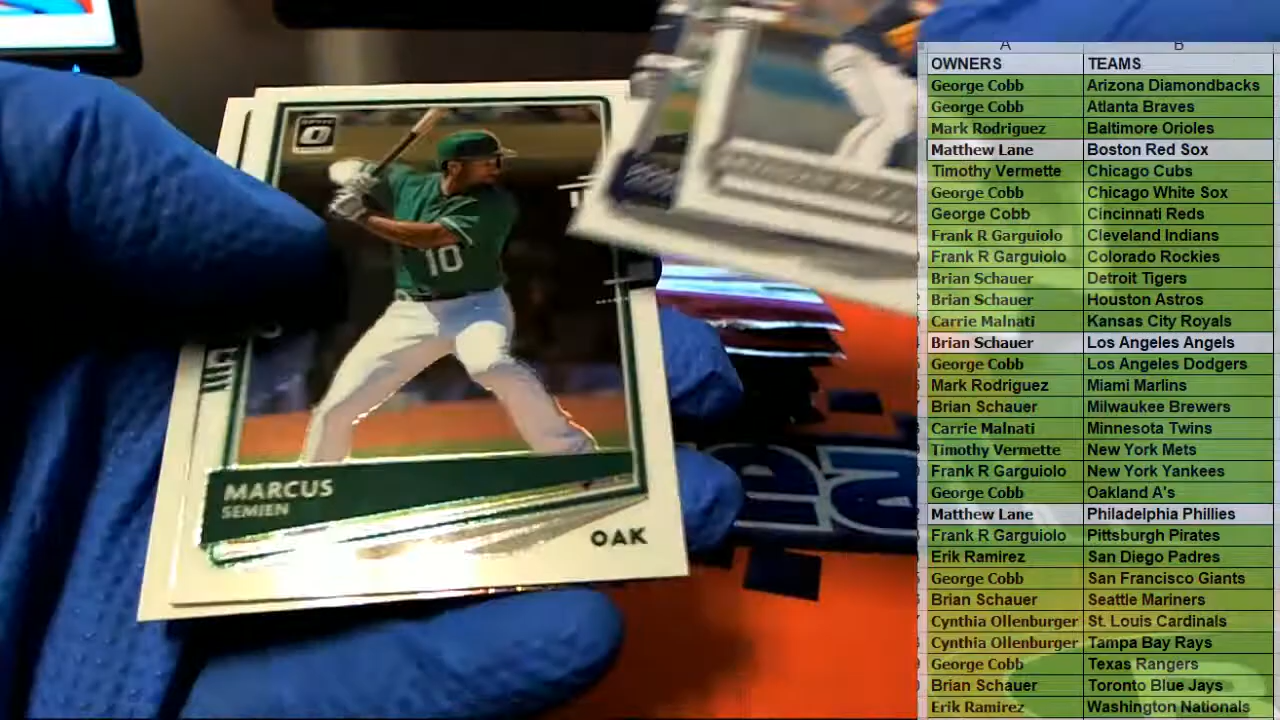 OPTIC
10
MARCUS
SEMIEN
OAK
A B
OWNERS TEAMS
George Cobb Arizona Diamondbacks
George Cobb Atlanta Braves
Mark Rodriguez Baltimore Orioles
Matthew Lane Boston Red Sox
Timothy Vermette Chicago Cubs
George Cobb Chicago White Sox
George Cobb Cincinnati Reds
Frank R Garguiolo Cleveland Indians
Frank R Garguiolo Colorado Rockies
Brian Schauer Detroit Tigers
Brian Schauer Houston Astros
Carrie Malnati Kansas City Royals
Brian Schauer Los Angeles Angels
George Cobb Los Angeles Dodgers
Mark Rodriguez Miami Marlins
Brian Schauer Milwaukee Brewers
Carrie Malnati Minnesota Twins
Timothy Vermette New York Mets
Frank R Garguiolo New York Yankees
George Cobb Oakland A's
Matthew Lane Philadelphia Phillies
Frank R Garguiolo Pittsburgh Pirates
Erik Ramirez San Diego Padres
George Cobb San Francisco Giants
Brian Schauer Seattle Mariners
Cynthia Ollenburger St. Louis Cardinals
Cynthia Ollenburger Tampa Bay Rays
George Cobb Texas Rangers
Brian Schauer Toronto Blue Jays
Erik Ramirez Washington Nationals